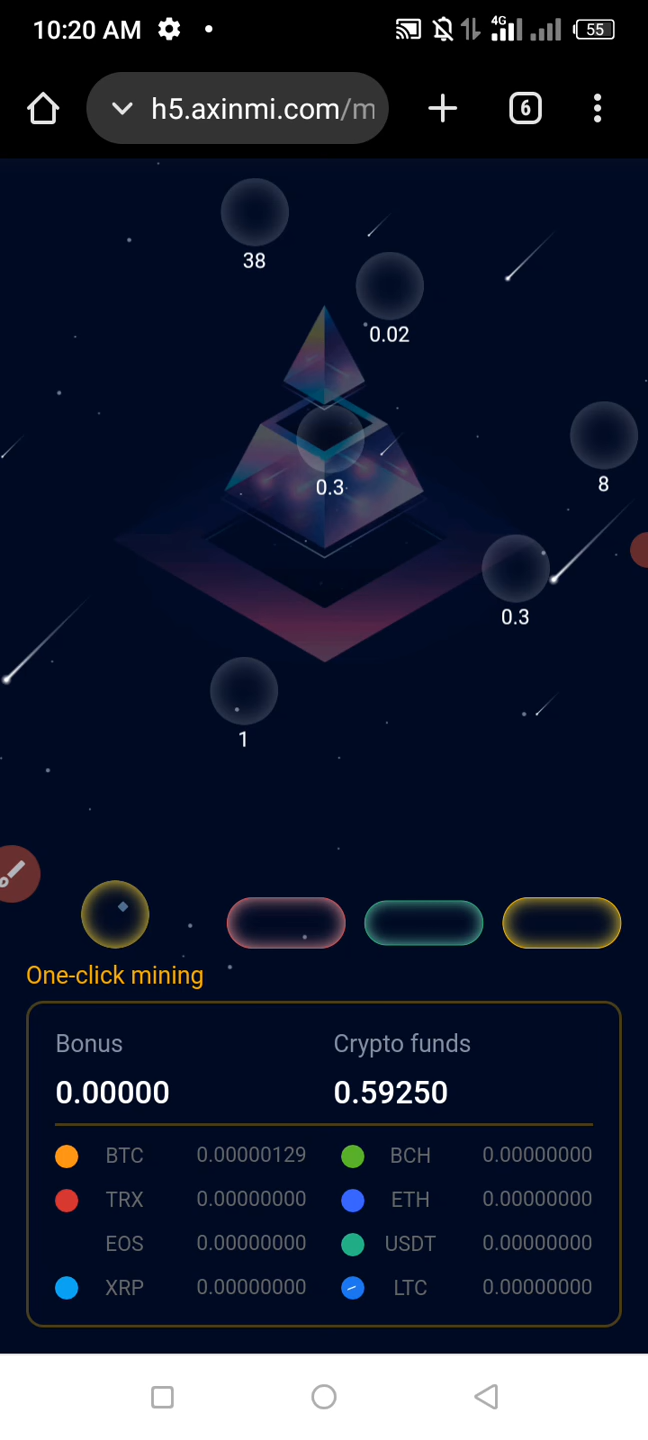 10:20 AM 4G 55
h5.axinmi.com/m
6
38
0.02
0.3
8
0.3
1
One-click mining
Bonus Crypto funds
0.00000 0.59250
BTC 0.00000129 BCH 0.00000000
TRX 0.00000000 ETH 0.00000000
EOS 0.00000000 USDT 0.00000000
XRP 0.00000000 LTC 0.00000000